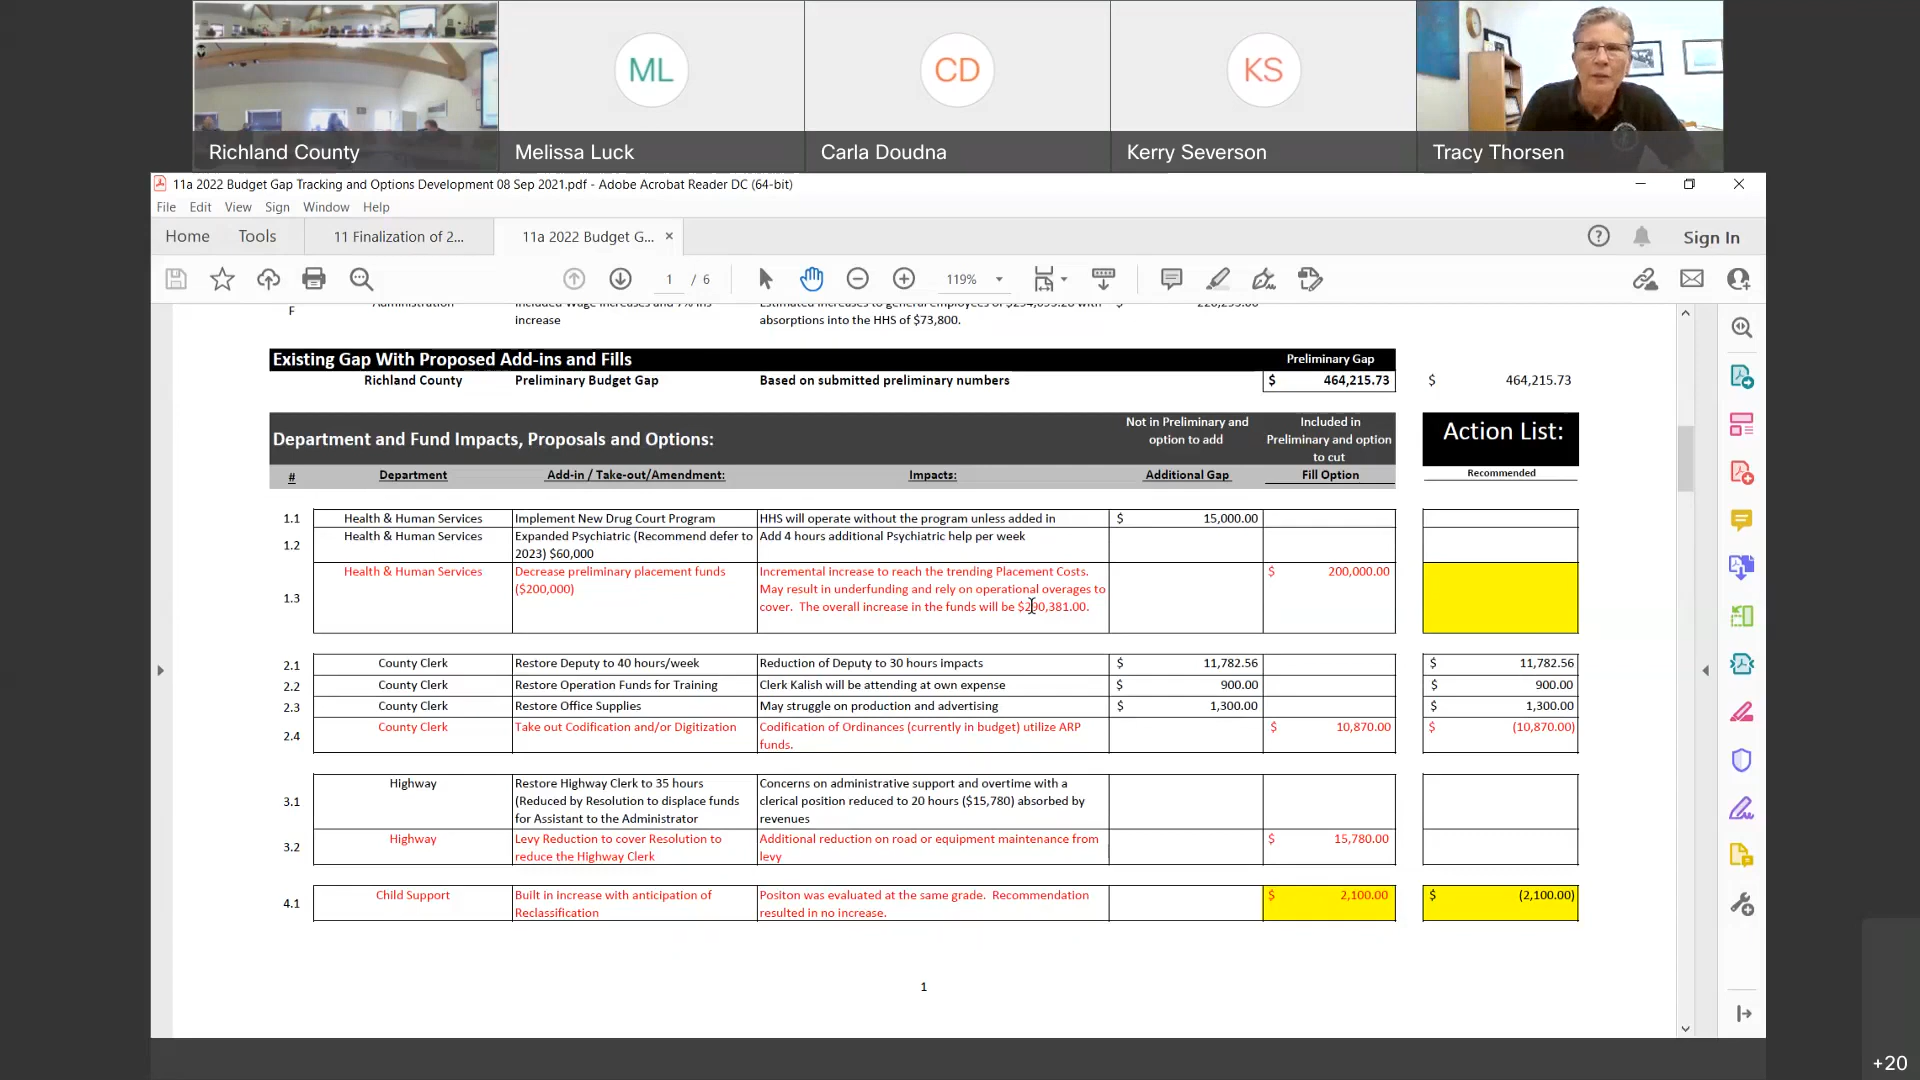 ML
CD
KS
Richland County
Melissa Luck
Carla Doudna
Kerry Severson
Tracy Thorsen
11a 2022 Budget Gap Tracking and Options Development 08 Sep 2021.pdf - Adobe Acrobat Reader DC (64-bit)
File Edit View Sign Window Help
Home Tools 11 Finalization of 2... 11a 2022 Budget G... × Sign In
1 / 6 119%
F increase absorptions into the HHS of $73,800.
Existing Gap With Proposed Add-ins and Fills Preliminary Gap
Richland County Preliminary Budget Gap Based on submitted preliminary numbers $ 464,215.73 $ 464,215.73
Department and Fund Impacts, Proposals and Options:
Not in Preliminary and
option to add
Included in
Preliminary and option
to cut
Action List:
# Department Add-in / Take-out/Amendment: Impacts: Additional Gap Fill Option Recommended
1.1 Health & Human Services Implement New Drug Court Program HHS will operate without the program unless added in $ 15,000.00
1.2 Health & Human Services Expanded Psychiatric (Recommend defer to Add 4 hours additional Psychiatric help per week
2023) $60,000
1.3 Health & Human Services Decrease preliminary placement funds Incremental increase to reach the trending Placement Costs. $ 200,000.00
($200,000) May result in underfunding and rely on operational overages to
cover. The overall increase in the funds will be $290,381.00.
2.1 County Clerk Restore Deputy to 40 hours/week Reduction of Deputy to 30 hours impacts $ 11,782.56 $ 11,782.56
2.2 County Clerk Restore Operation Funds for Training Clerk Kalish will be attending at own expense $ 900.00 $ 900.00
2.3 County Clerk Restore Office Supplies May struggle on production and advertising $ 1,300.00 $ 1,300.00
2.4 County Clerk Take out Codification and/or Digitization Codification of Ordinances (currently in budget) utilize ARP $ 10,870.00 $ (10,870.00)
funds.
3.1 Highway Restore Highway Clerk to 35 hours Concerns on administrative support and overtime with a
(Reduced by Resolution to displace funds clerical position reduced to 20 hours ($15,780) absorbed by
for Assistant to the Administrator revenues
3.2 Highway Levy Reduction to cover Resolution to Additional reduction on road or equipment maintenance from $ 15,780.00
reduce the Highway Clerk levy
4.1 Child Support Built in increase with anticipation of Positon was evaluated at the same grade. Recommendation $ 2,100.00 $ (2,100.00)
Reclassification resulted in no increase.
1
+20